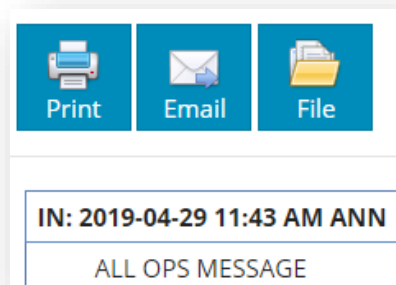 Print Email File
IN: 2019-04-29 11:43 AM ANN
ALL OPS MESSAGE